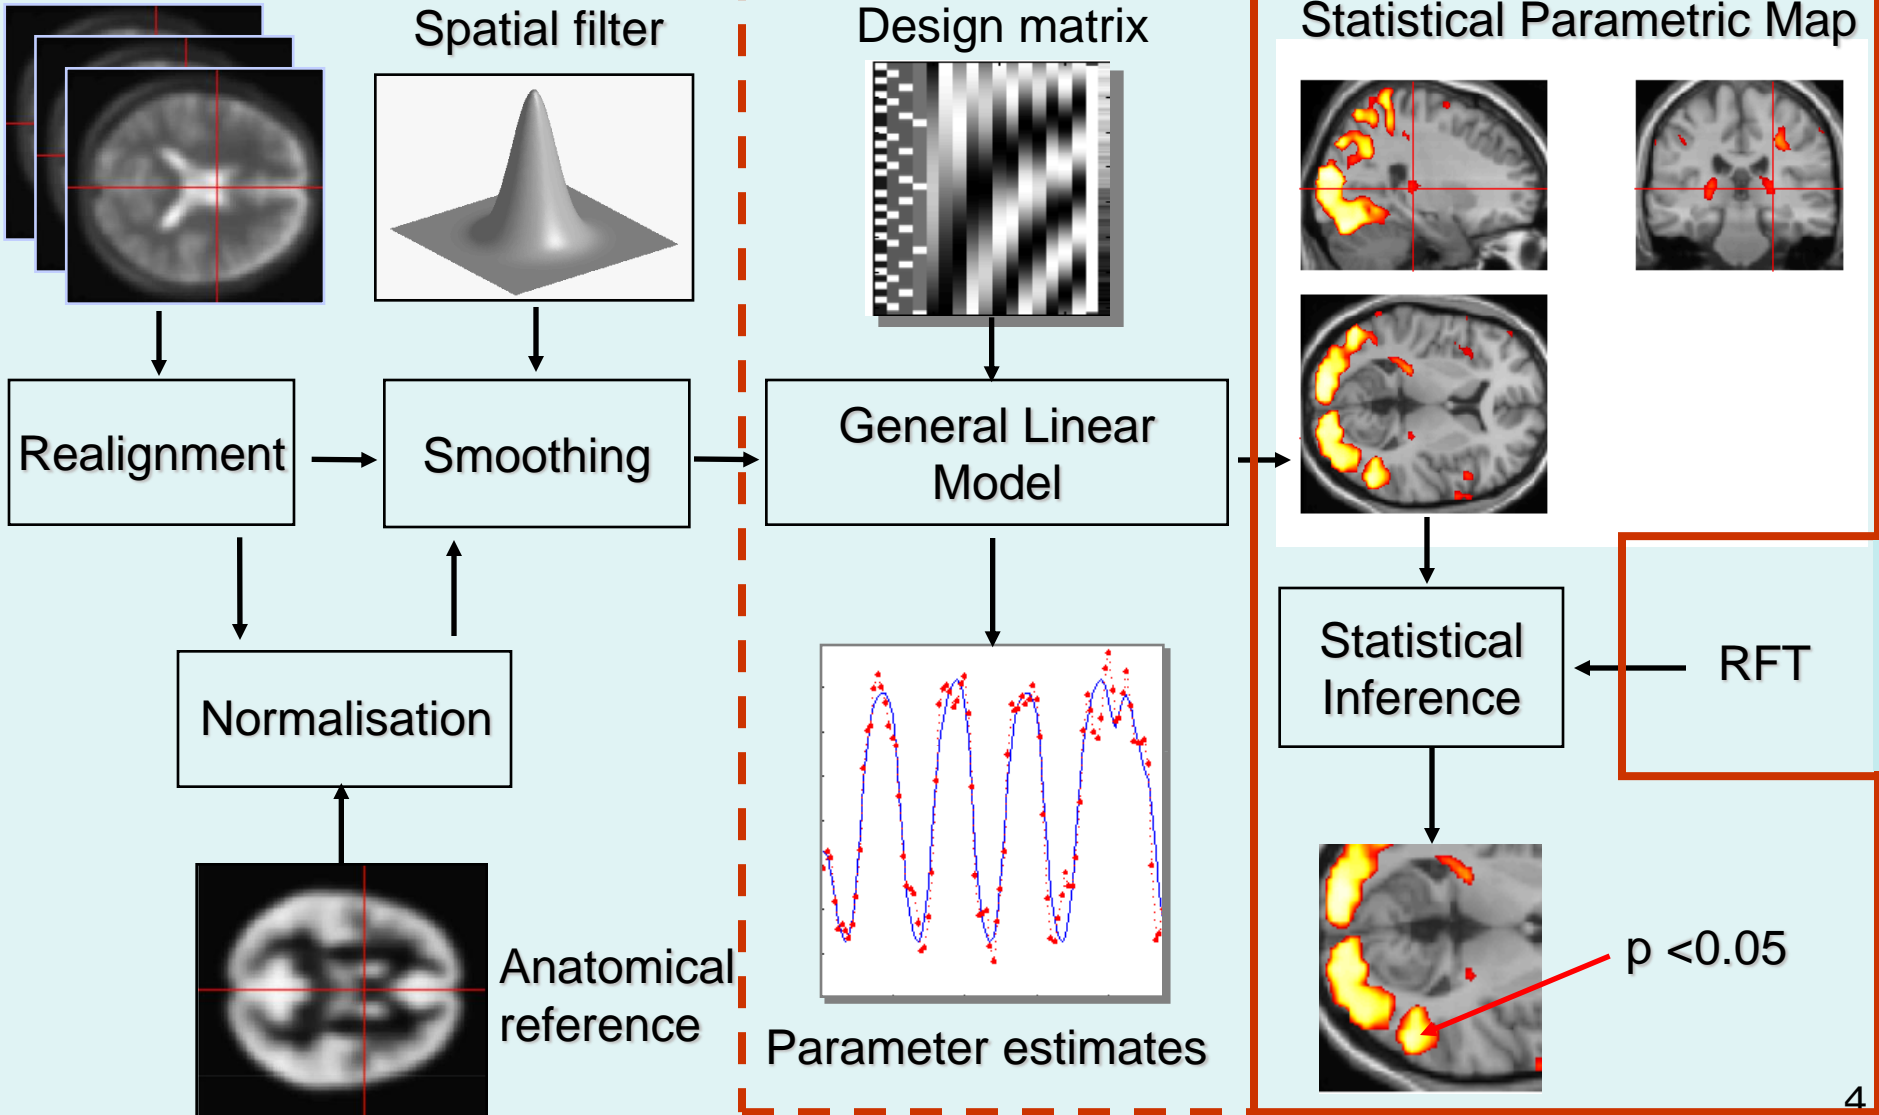 Spatial filter
Design matrix
Statistical Parametric Map
Realignment
Smoothing
General Linear
Model
Statistical
Inference
RFT
Normalisation
Anatomical
reference
Parameter estimates
p <0.05
4